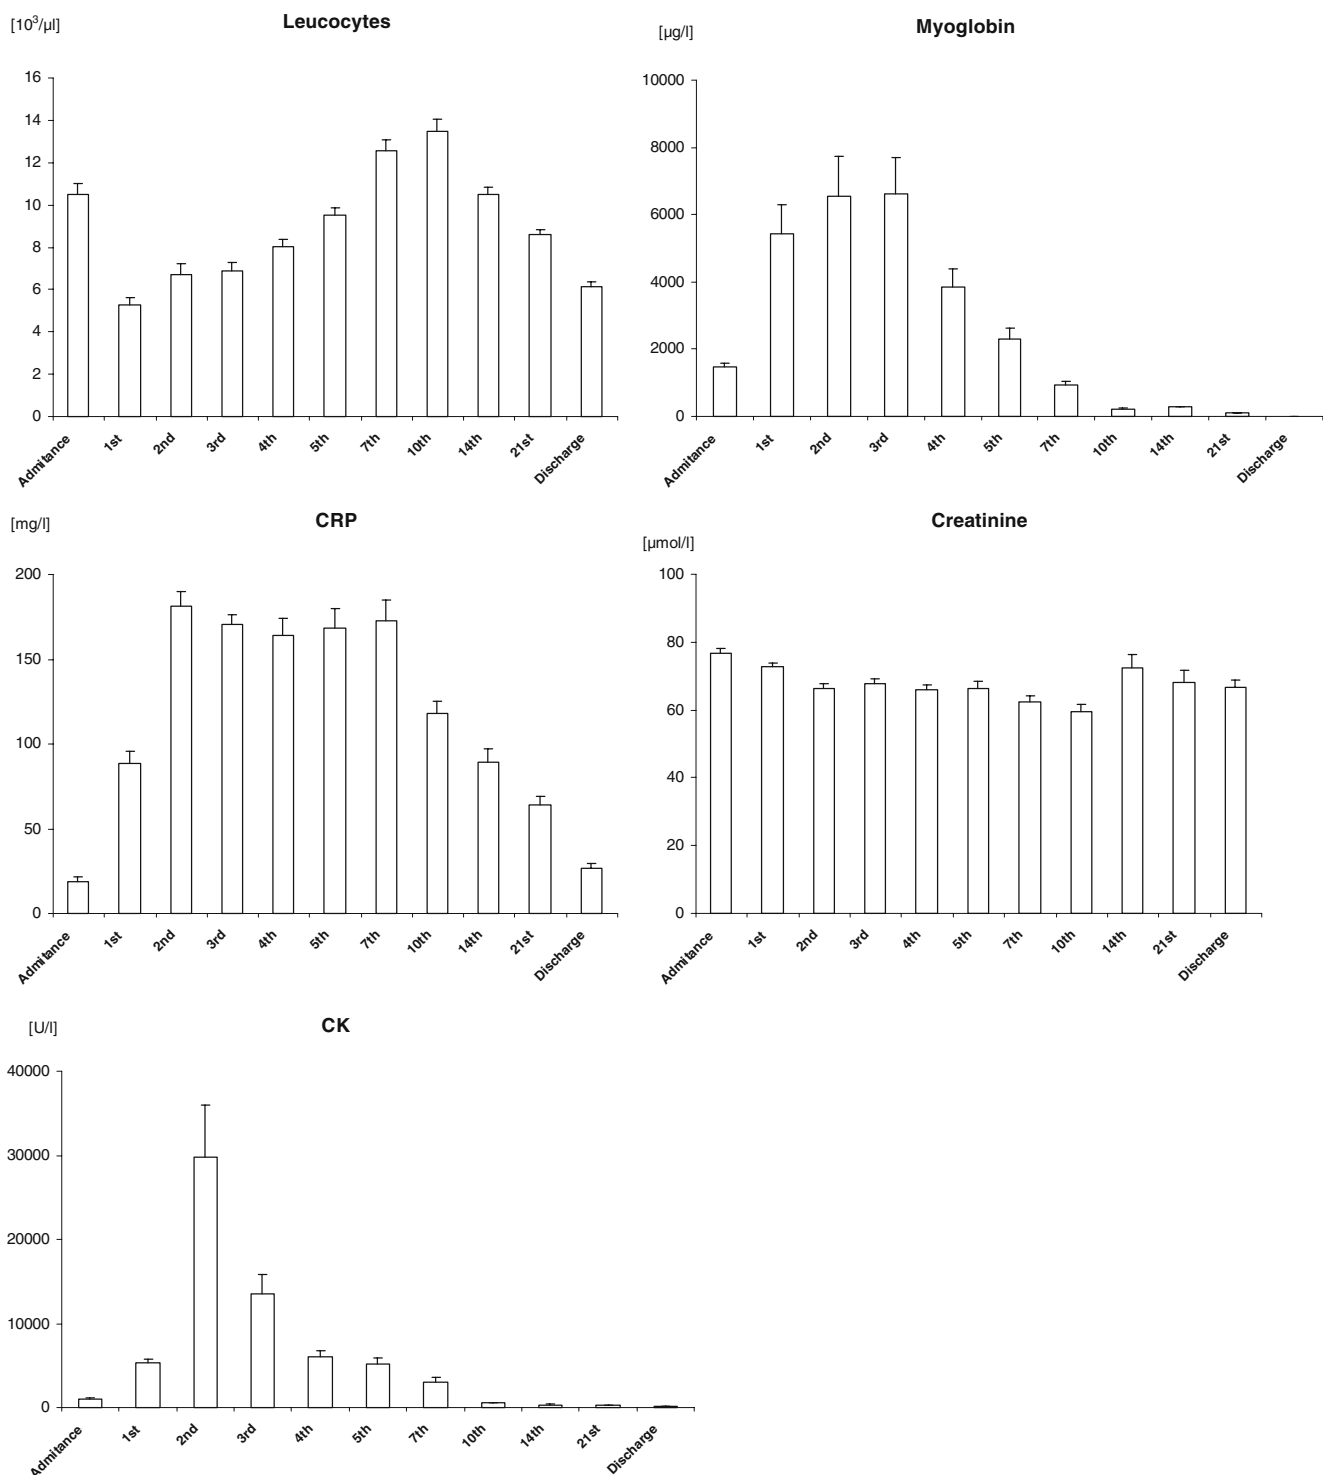 Leucocytes
[10³/µl]
16
14
12
10
8
6
4
2
0
Admitance 1st 2nd 3rd 4th 5th 7th 10th 14th 21st Discharge
Myoglobin
[µg/l]
10000
8000
6000
4000
2000
0
Admitance 1st 2nd 3rd 4th 5th 7th 10th 14th 21st Discharge
CRP
[mg/l]
200
150
100
50
0
Admitance 1st 2nd 3rd 4th 5th 7th 10th 14th 21st Discharge
Creatinine
[µmol/l]
100
80
60
40
20
0
Admitance 1st 2nd 3rd 4th 5th 7th 10th 14th 21st Discharge
CK
[U/l]
40000
30000
20000
10000
0
Admitance 1st 2nd 3rd 4th 5th 7th 10th 14th 21st Discharge